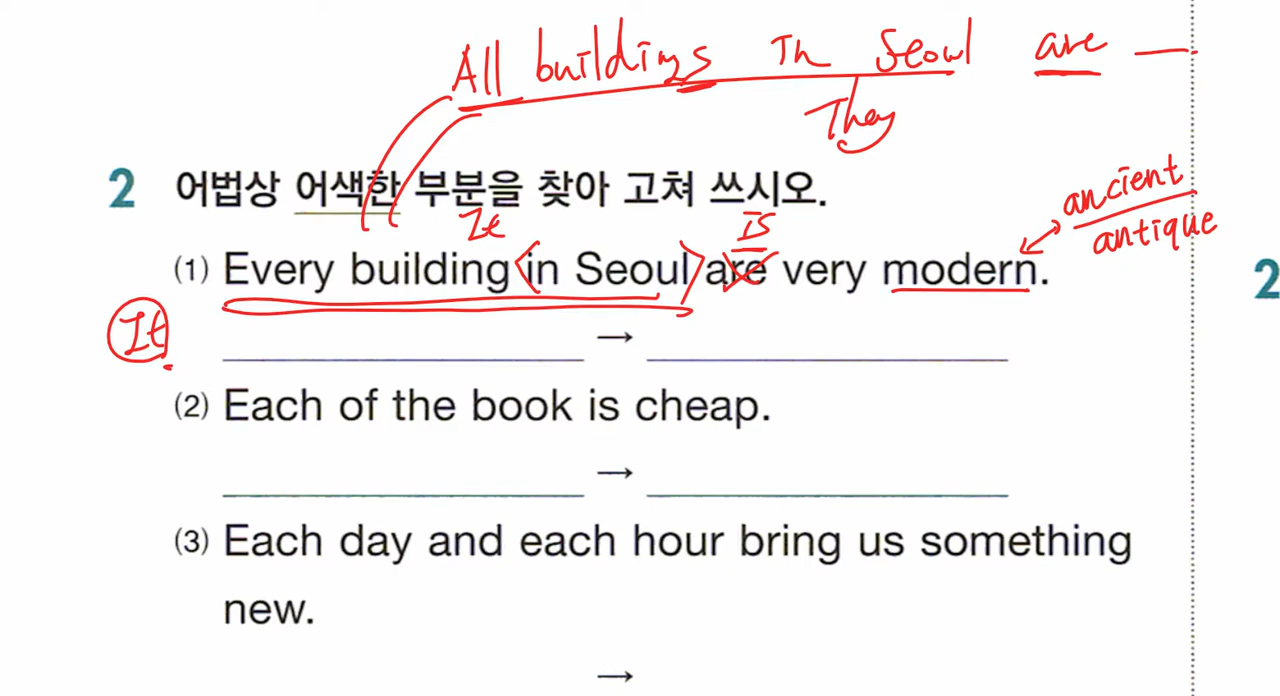 All buildings in Seoul are
They
2 어법상 어색한 부분을 찾아 고쳐 쓰시오.
ancient
antique
It is
(1) Every building in Seoul are very modern.
It
→
(2) Each of the book is cheap.
→
(3) Each day and each hour bring us something
new.
→
2